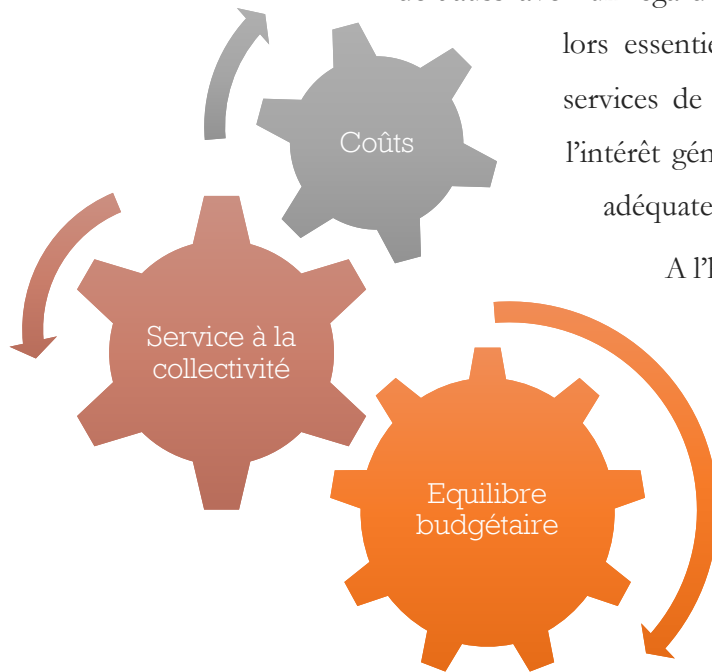 lors essentie
services de
l'intérêt gén
adéquate
A l'h
Coûts
Service à la
collectivité
Equilibre
budgétaire